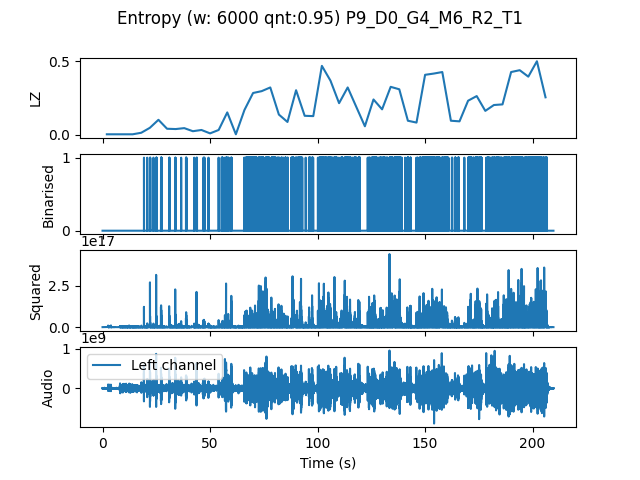 Entropy (w: 6000 qnt:0.95) P9_D0_G4_M6_R2_T1
0.5
LZ
0.0
1
Binarised
0
1e17
2.5
Squared
0.0
1e9
1
Left channel
0
Audio
0 50 100 150 200
Time (s)